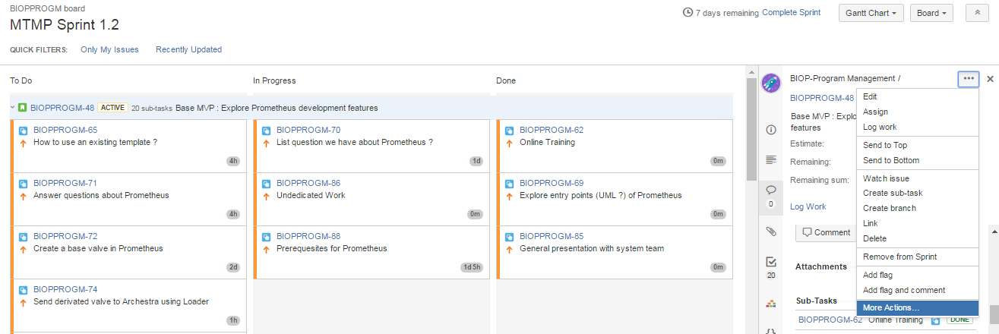 BIOPPROGM board
MTMP Sprint 1.2
7 days remaining Complete Sprint
Gantt Chart
Board
QUICK FILTERS: Only My Issues Recently Updated
To Do
In Progress
Done
BIOPPROGM-48 ACTIVE 20 sub-tasks Base MVP : Explore Prometheus development features
BIOPPROGM-65
How to use an existing template ?
4h
BIOPPROGM-71
Answer questions about Prometheus
4h
BIOPPROGM-72
Create a base valve in Prometheus
2d
BIOPPROGM-74
Send derivated valve to Archestra using Loader
1h
BIOPPROGM-70
List question we have about Prometheus ?
1d
BIOPPROGM-86
Undedicated Work
0m
BIOPPROGM-88
Prerequesites for Prometheus
1d 5h
BIOPPROGM-62
Online Training
0m
BIOPPROGM-69
Explore entry points (UML ?) of Prometheus
0m
BIOPPROGM-85
General presentation with system team
0m
0
20
BIOP-Program Management /
BIOPPROGM-48
Base MVP : Explo
features
Estimate:
Remaining:
Remaining sum:
Log Work
Comment
Attachments
Sub-Tasks
BIOPPROGM-62 Online Training DONE
Edit
Assign
Log work
Send to Top
Send to Bottom
Watch issue
Create sub-task
Create branch
Link
Delete
Remove from Sprint
Add flag
Add flag and comment
More Actions...